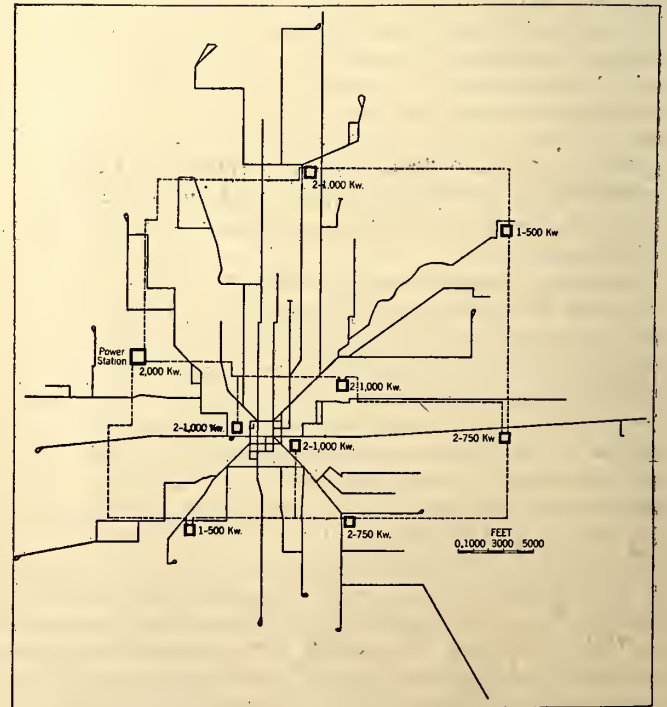 2-1,000 Kw.
1-500 Kw
Power
Station
2,000 Kw.
2-1,000 Kw.
2-1,000 Kw.
2-1,000 Kw.
2-750 Kw
1-500 Kw.
2-750 Kw.
FEET
0 1000 3000 5000